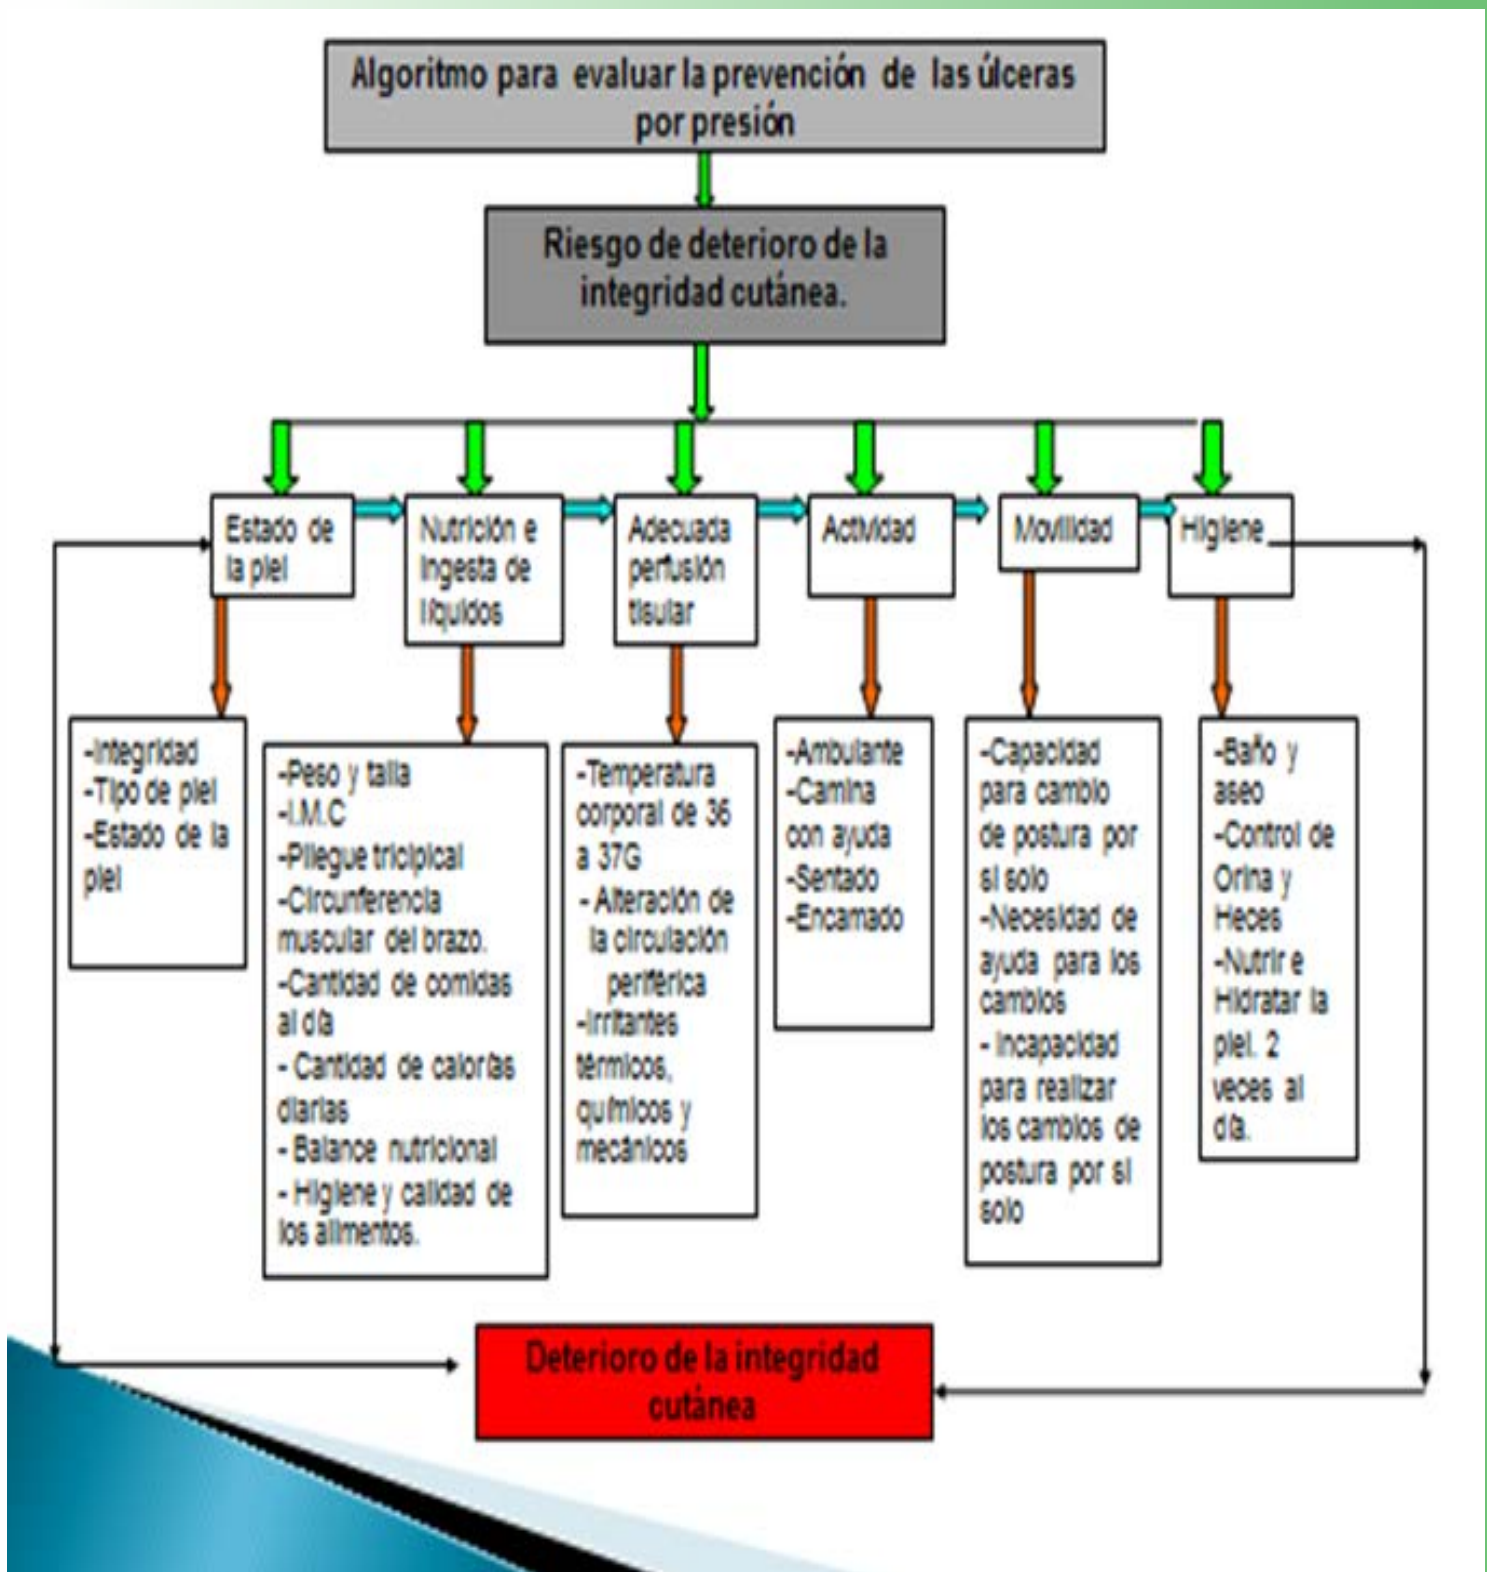 Algoritmo para evaluar la prevención de las úlceras
por presión
Riesgo de deterioro de la
integridad cutánea.
Estado de
la piel
Nutrición e
Ingesta de
líquidos
Adecuada
perfusión
tisular
Actividad
Movilidad
Higiene
-Integridad
-Tipo de piel
-Estado de la
piel
-Peso y talla
-I.M.C
-Pliegue tricipical
-Circunferencia
muscular del brazo.
-Cantidad de comidas
al día
- Cantidad de calorías
diarias
- Balance nutricional
- Higiene y calidad de
los alimentos.
-Temperatura
corporal de 36
a 37G
- Alteración de
la circulación
periférica
-Irritantes
térmicos,
químicos y
mecánicos
-Ambulante
-Camina
con ayuda
-Sentado
-Encamado
-Capacidad
para cambio
de postura por
si solo
-Necesidad de
ayuda para los
cambios
- Incapacidad
para realizar
los cambios de
postura por si
solo
-Baño y
aseo
-Control de
Orina y
Heces
-Nutrir e
Hidratar la
piel. 2
veces al
día.
Deterioro de la integridad
cutánea